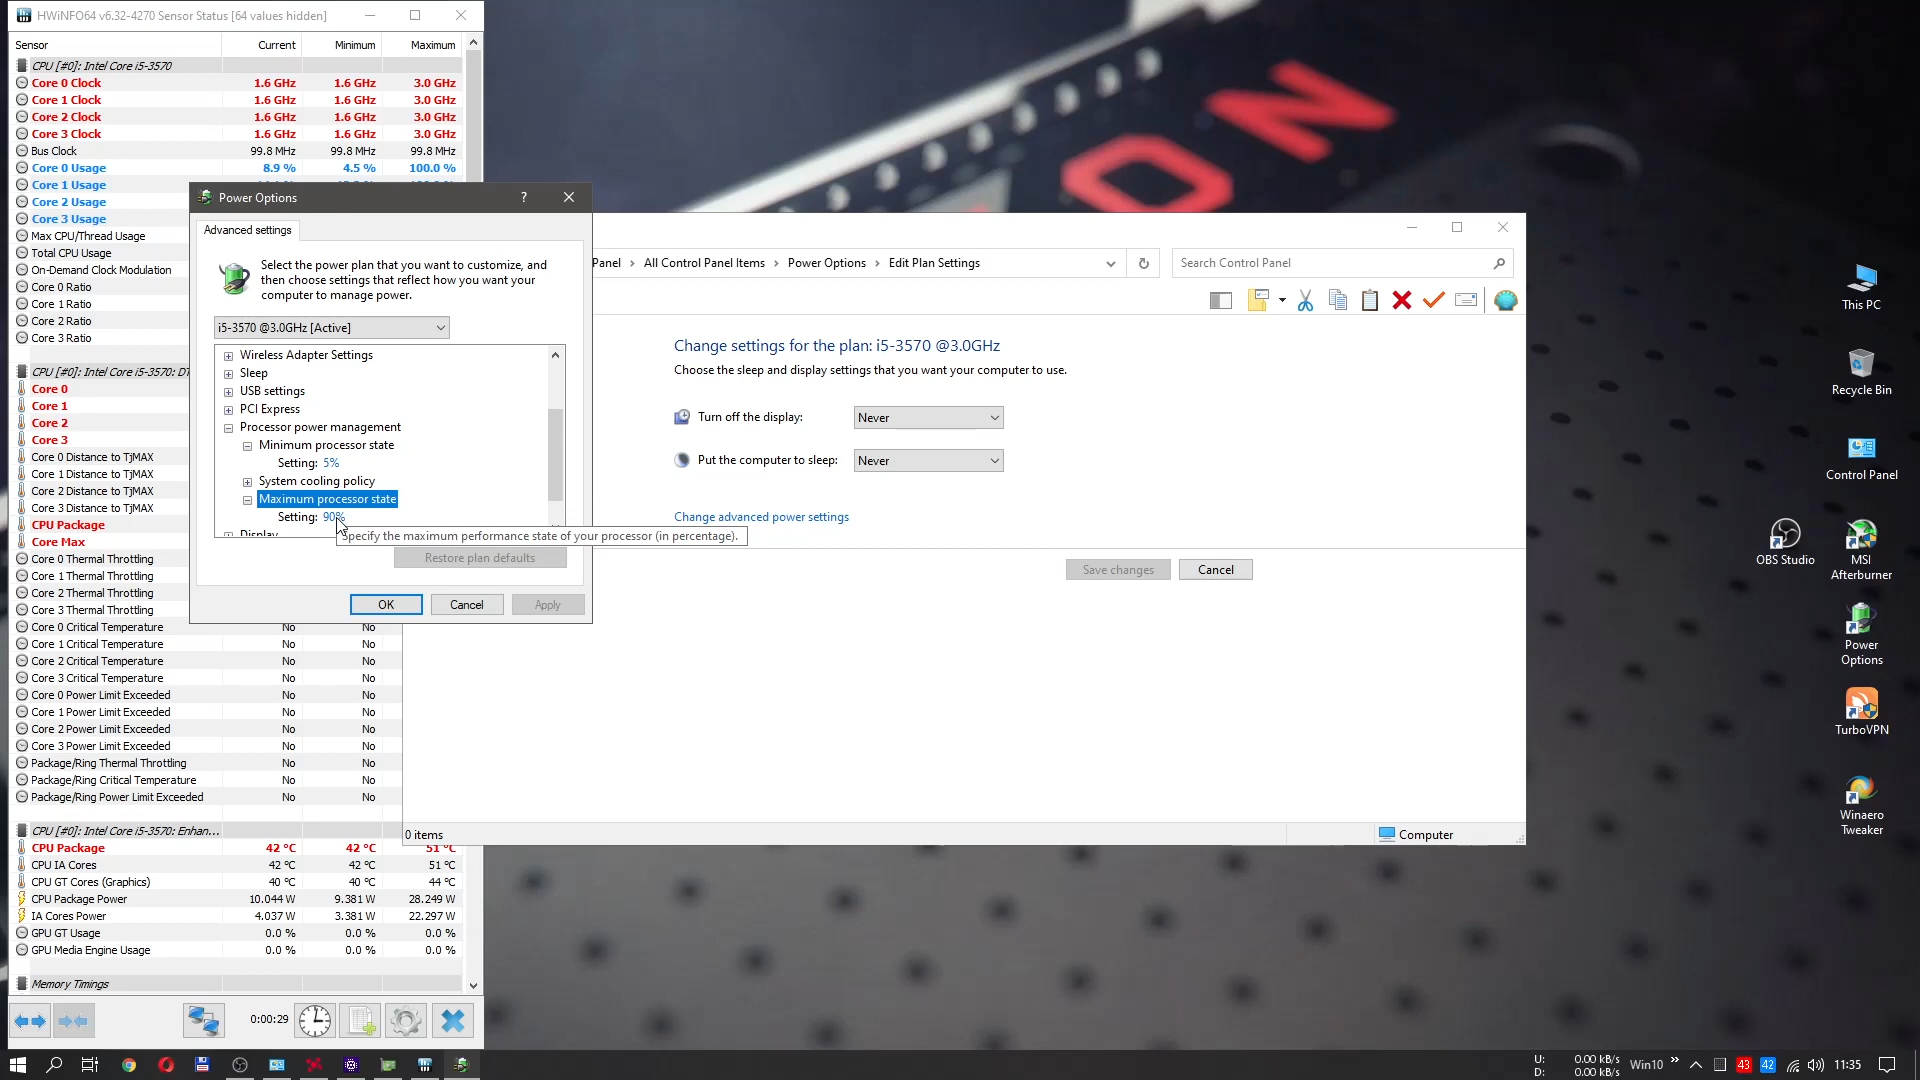 HWiNFO64 v6.32-4270 Sensor Status [64 values hidden]
Sensor Current Minimum Maximum
CPU [#0]: Intel Core i5-3570
Core 0 Clock 1.6 GHz 1.6 GHz 3.0 GHz
Core 1 Clock 1.6 GHz 1.6 GHz 3.0 GHz
Core 2 Clock 1.6 GHz 1.6 GHz 3.0 GHz
Core 3 Clock 1.6 GHz 1.6 GHz 3.0 GHz
Bus Clock 99.8 MHz 99.8 MHz 99.8 MHz
Core 0 Usage 8.9 % 4.5 % 100.0 %
Core 1 Usage
Core 2 Usage
Core 3 Usage
Max CPU/Thread Usage
Total CPU Usage
On-Demand Clock Modulation
Core 0 Ratio
Core 1 Ratio
Core 2 Ratio
Core 3 Ratio
CPU [#0]: Intel Core i5-3570: DT
Core 0
Core 1
Core 2
Core 3
Core 0 Distance to TjMAX
Core 1 Distance to TjMAX
Core 2 Distance to TjMAX
Core 3 Distance to TjMAX
CPU Package
Core Max
Core 0 Thermal Throttling
Core 1 Thermal Throttling
Core 2 Thermal Throttling
Core 3 Thermal Throttling
Core 0 Critical Temperature No No
Core 1 Critical Temperature No No
Core 2 Critical Temperature No No
Core 3 Critical Temperature No No
Core 0 Power Limit Exceeded No No
Core 1 Power Limit Exceeded No No
Core 2 Power Limit Exceeded No No
Core 3 Power Limit Exceeded No No
Package/Ring Thermal Throttling No No
Package/Ring Critical Temperature No No
Package/Ring Power Limit Exceeded No No
CPU [#0]: Intel Core i5-3570: Enhan...
CPU Package 42 °C 42 °C 51 °C
CPU IA Cores 42 °C 42 °C 51 °C
CPU GT Cores (Graphics) 40 °C 40 °C 44 °C
CPU Package Power 10.044 W 9.381 W 28.249 W
IA Cores Power 4.037 W 3.381 W 22.297 W
GPU GT Usage 0.0 % 0.0 % 0.0 %
GPU Media Engine Usage 0.0 % 0.0 % 0.0 %
Memory Timings
0:00:29
Power Options
?
Advanced settings
Select the power plan that you want to customize, and
then choose settings that reflect how you want your
computer to manage power.
i5-3570 @3.0GHz [Active]
Wireless Adapter Settings
Sleep
USB settings
PCI Express
Processor power management
Minimum processor state
Setting: 5%
System cooling policy
Maximum processor state
Setting: 90%
Display
Specify the maximum performance state of your processor (in percentage).
Restore plan defaults
OK Cancel Apply
Panel All Control Panel Items Power Options Edit Plan Settings
Search Control Panel
Change settings for the plan: i5-3570 @3.0GHz
Choose the sleep and display settings that you want your computer to use.
Turn off the display: Never
Put the computer to sleep: Never
Change advanced power settings
Save changes Cancel
0 items
Computer
ON
This PC
Recycle Bin
Control Panel
OBS Studio
MSI
Afterburner
Power
Options
TurboVPN
Winaero
Tweaker
U: 0.00 kB/s
D: 0.00 kB/s
Win10
43
42
11:35